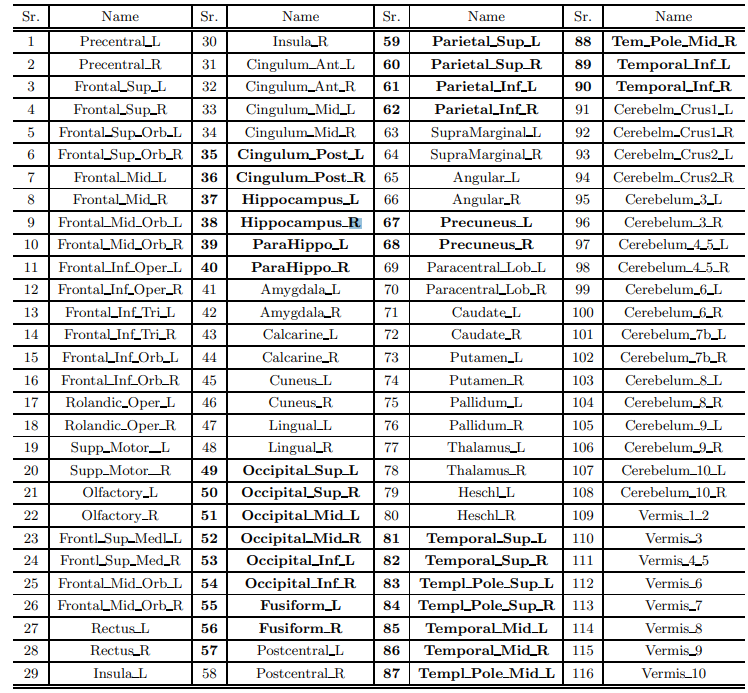 Sr. Name Sr. Name Sr. Name Sr. Name
1 Precentral_L 30 Insula_R 59 Parietal_Sup_L 88 Tem_Pole_Mid_R
2 Precentral_R 31 Cingulum_Ant_L 60 Parietal_Sup_R 89 Temporal_Inf_L
3 Frontal_Sup_L 32 Cingulum_Ant_R 61 Parietal_Inf_L 90 Temporal_Inf_R
4 Frontal_Sup_R 33 Cingulum_Mid_L 62 Parietal_Inf_R 91 Cerebelm_Crus1_L
5 Frontal_Sup_Orb_L 34 Cingulum_Mid_R 63 SupraMarginal_L 92 Cerebelm_Crus1_R
6 Frontal_Sup_Orb_R 35 Cingulum_Post_L 64 SupraMarginal_R 93 Cerebelm_Crus2_L
7 Frontal_Mid_L 36 Cingulum_Post_R 65 Angular_L 94 Cerebelm_Crus2_R
8 Frontal_Mid_R 37 Hippocampus_L 66 Angular_R 95 Cerebelum_3_L
9 Frontal_Mid_Orb_L 38 Hippocampus_R 67 Precuneus_L 96 Cerebelum_3_R
10 Frontal_Mid_Orb_R 39 ParaHippo_L 68 Precuneus_R 97 Cerebelum_4_5_L
11 Frontal_Inf_Oper_L 40 ParaHippo_R 69 Paracentral_Lob_L 98 Cerebelum_4_5_R
12 Frontal_Inf_Oper_R 41 Amygdala_L 70 Paracentral_Lob_R 99 Cerebelum_6_L
13 Frontal_Inf_Tri_L 42 Amygdala_R 71 Caudate_L 100 Cerebelum_6_R
14 Frontal_Inf_Tri_R 43 Calcarine_L 72 Caudate_R 101 Cerebelum_7b_L
15 Frontal_Inf_Orb_L 44 Calcarine_R 73 Putamen_L 102 Cerebelum_7b_R
16 Frontal_Inf_Orb_R 45 Cuneus_L 74 Putamen_R 103 Cerebelum_8_L
17 Rolandic_Oper_L 46 Cuneus_R 75 Pallidum_L 104 Cerebelum_8_R
18 Rolandic_Oper_R 47 Lingual_L 76 Pallidum_R 105 Cerebelum_9_L
19 Supp_Motor__L 48 Lingual_R 77 Thalamus_L 106 Cerebelum_9_R
20 Supp_Motor__R 49 Occipital_Sup_L 78 Thalamus_R 107 Cerebelum_10_L
21 Olfactory_L 50 Occipital_Sup_R 79 Heschl_L 108 Cerebelum_10_R
22 Olfactory_R 51 Occipital_Mid_L 80 Heschl_R 109 Vermis_1_2
23 Frontl_Sup_Medl_L 52 Occipital_Mid_R 81 Temporal_Sup_L 110 Vermis_3
24 Frontl_Sup_Med_R 53 Occipital_Inf_L 82 Temporal_Sup_R 111 Vermis_4_5
25 Frontal_Mid_Orb_L 54 Occipital_Inf_R 83 Templ_Pole_Sup_L 112 Vermis_6
26 Frontal_Mid_Orb_R 55 Fusiform_L 84 Templ_Pole_Sup_R 113 Vermis_7
27 Rectus_L 56 Fusiform_R 85 Temporal_Mid_L 114 Vermis_8
28 Rectus_R 57 Postcentral_L 86 Temporal_Mid_R 115 Vermis_9
29 Insula_L 58 Postcentral_R 87 Templ_Pole_Mid_L 116 Vermis_10